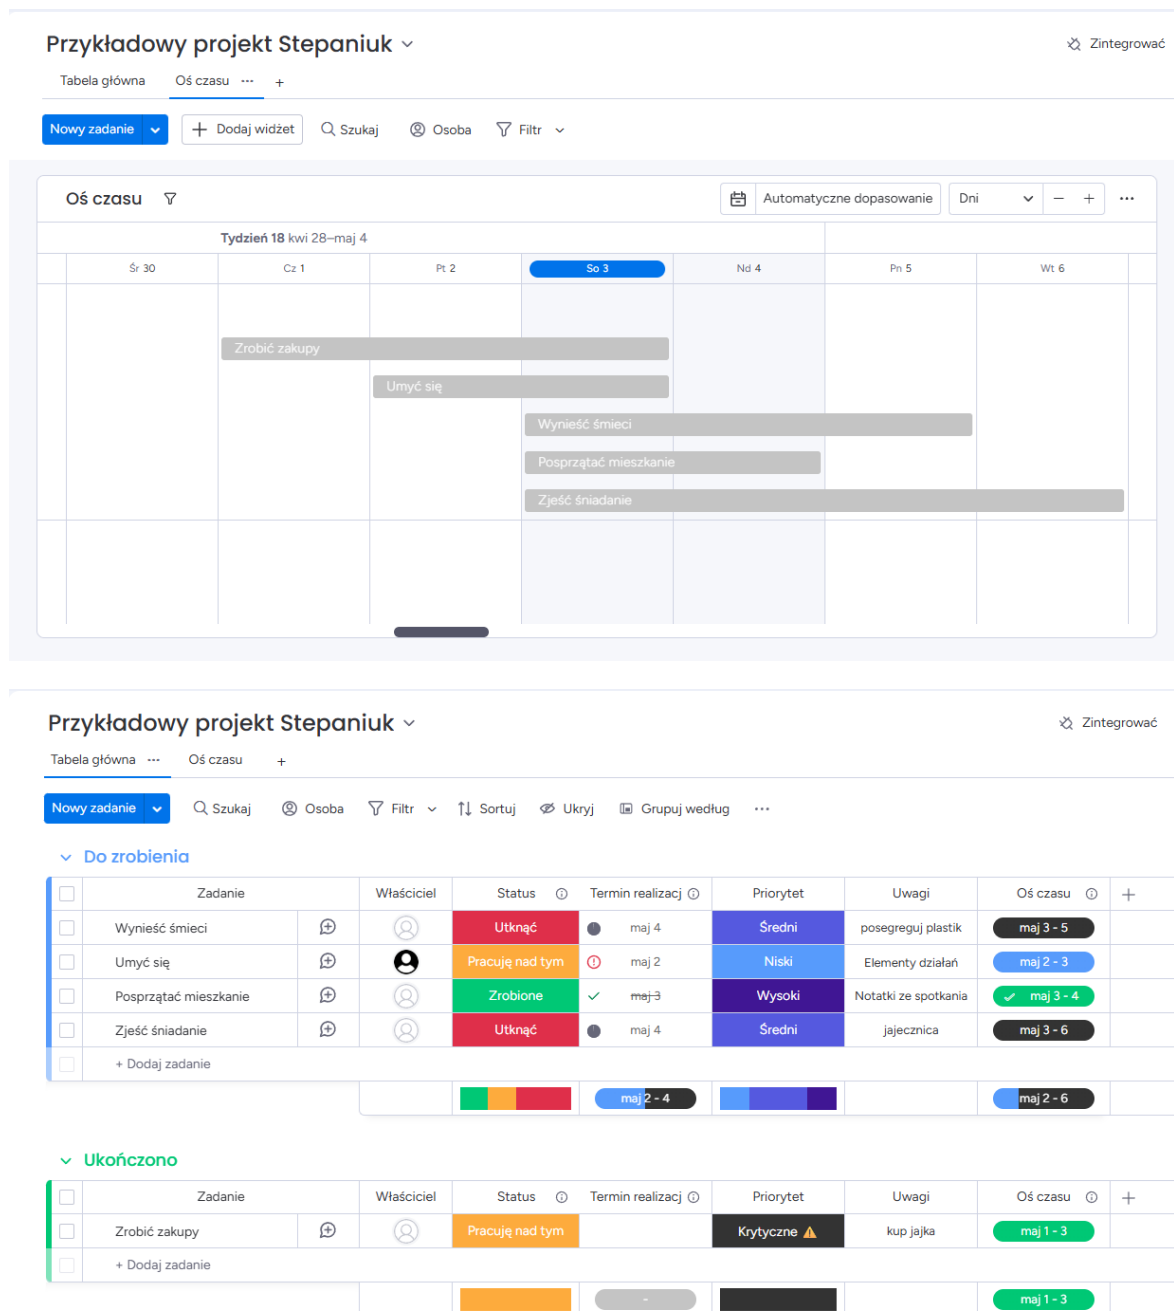 Przykładowy projekt Stepaniuk
Zintegrować
Tabela główna Oś czasu ... +
Nowy zadanie + Dodaj widżet Szukaj Osoba Filtr
Oś czasu Automatyczne dopasowanie Dni − + ...
Tydzień 18 kwi 28–maj 4
Śr 30 Cz 1 Pt 2 So 3 Nd 4 Pn 5 Wt 6
Zrobić zakupy
Umyć się
Wynieść śmieci
Posprzątać mieszkanie
Zjeść śniadanie
Przykładowy projekt Stepaniuk
Zintegrować
Tabela główna ... Oś czasu +
Nowy zadanie Szukaj Osoba Filtr Sortuj Ukryj Grupuj według ...
Do zrobienia
Zadanie Właściciel Status Termin realizacj Priorytet Uwagi Oś czasu +
Wynieść śmieci Utknąć maj 4 Średni posegreguj plastik maj 3 - 5
Umyć się Pracuję nad tym maj 2 Niski Elementy działań maj 2 - 3
Posprzątać mieszkanie Zrobione maj 3 Wysoki Notatki ze spotkania maj 3 - 4
Zjeść śniadanie Utknąć maj 4 Średni jajecznica maj 3 - 6
+ Dodaj zadanie
maj 2 - 4 maj 2 - 6
Ukończono
Zadanie Właściciel Status Termin realizacj Priorytet Uwagi Oś czasu +
Zrobić zakupy Pracuję nad tym Krytyczne kup jajka maj 1 - 3
+ Dodaj zadanie
- maj 1 - 3